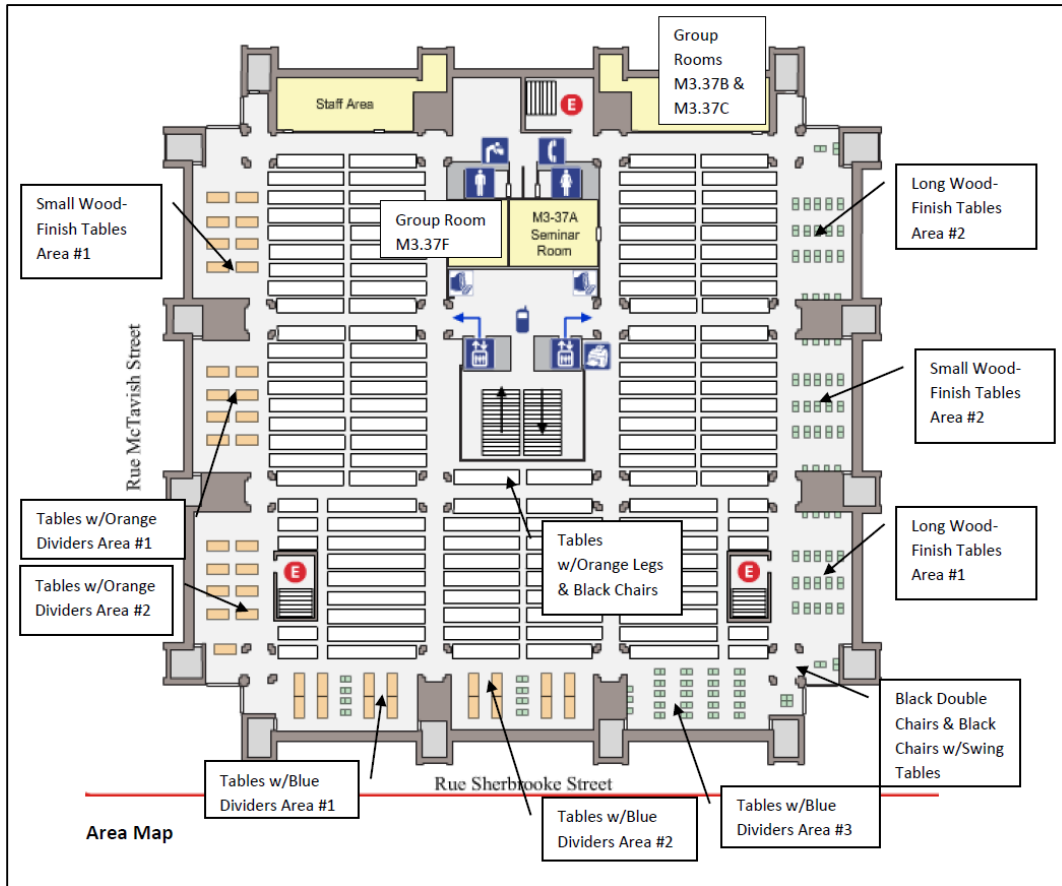 Group
Rooms
M3.37B &
M3.37C
Staff Area
E
Small Wood-
Finish Tables
Area #1
Long Wood-
Finish Tables
Area #2
Group Room
M3.37F
M3-37A
Seminar
Room
Rue McTavish Street
Small Wood-
Finish Tables
Area #2
Tables w/Orange
Dividers Area #1
Tables
w/Orange Legs
& Black Chairs
Long Wood-
Finish Tables
Area #1
E
E
Tables w/Orange
Dividers Area #2
Black Double
Chairs & Black
Chairs w/Swing
Tables
Tables w/Blue
Dividers Area #1
Rue Sherbrooke Street
Tables w/Blue
Dividers Area #2
Tables w/Blue
Dividers Area #3
Area Map